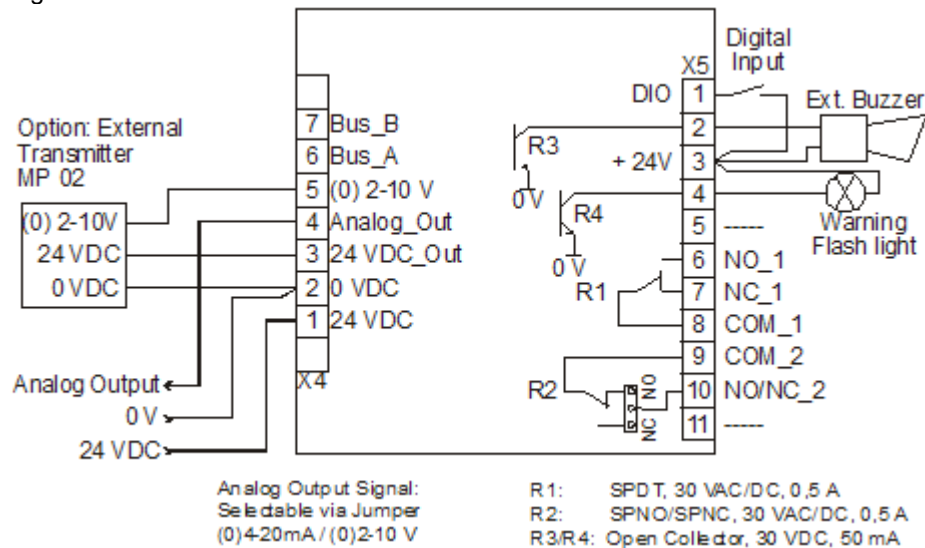 X5
Digital
Input
DIO 1
Ext. Buzzer
2
+ 24V 3
4
5 -----
6 NO_1
7 NC_1
8 COM_1
9 COM_2
10 NO/NC_2
11 -----
Warning
Flash light
R3
0 V
R4
0 V
R1
R2
NO
NC
7 Bus_B
6 Bus_A
5 (0) 2-10 V
4 Analog_Out
3 24 VDC_Out
2 0 VDC
1 24 VDC
X4
Option: External
Transmitter
MP 02
(0) 2-10V
24 VDC
0 VDC
Analog Output
0 V
24 VDC
Analog Output Signal:
Selectable via Jumper
(0)4-20mA / (0)2-10 V
R1: SPDT, 30 VAC/DC, 0,5 A
R2: SPNO/SPNC, 30 VAC/DC, 0,5 A
R3/R4: Open Collector, 30 VDC, 50 mA